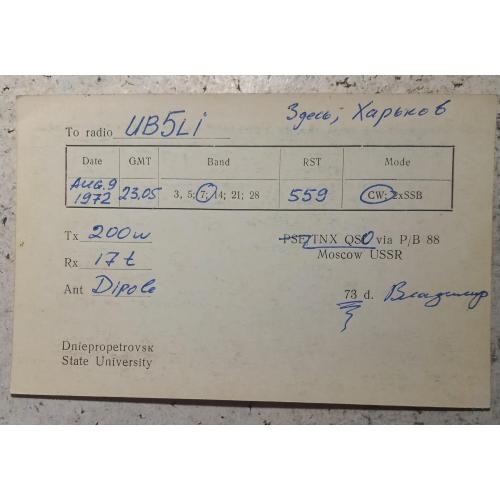 Здесь; Харьков
To radio UB5Li
Date GMT Band RST Mode
AUG.9 1972 23.05 3, 5; 7; 14; 21; 28 559 CW; 2xSSB
Tx 200w PSE/TNX QSO via P/B 88
Moscow USSR
Rx 17t
Ant Dipole 73 d. Владимир
Dniepropetrovsk
State University